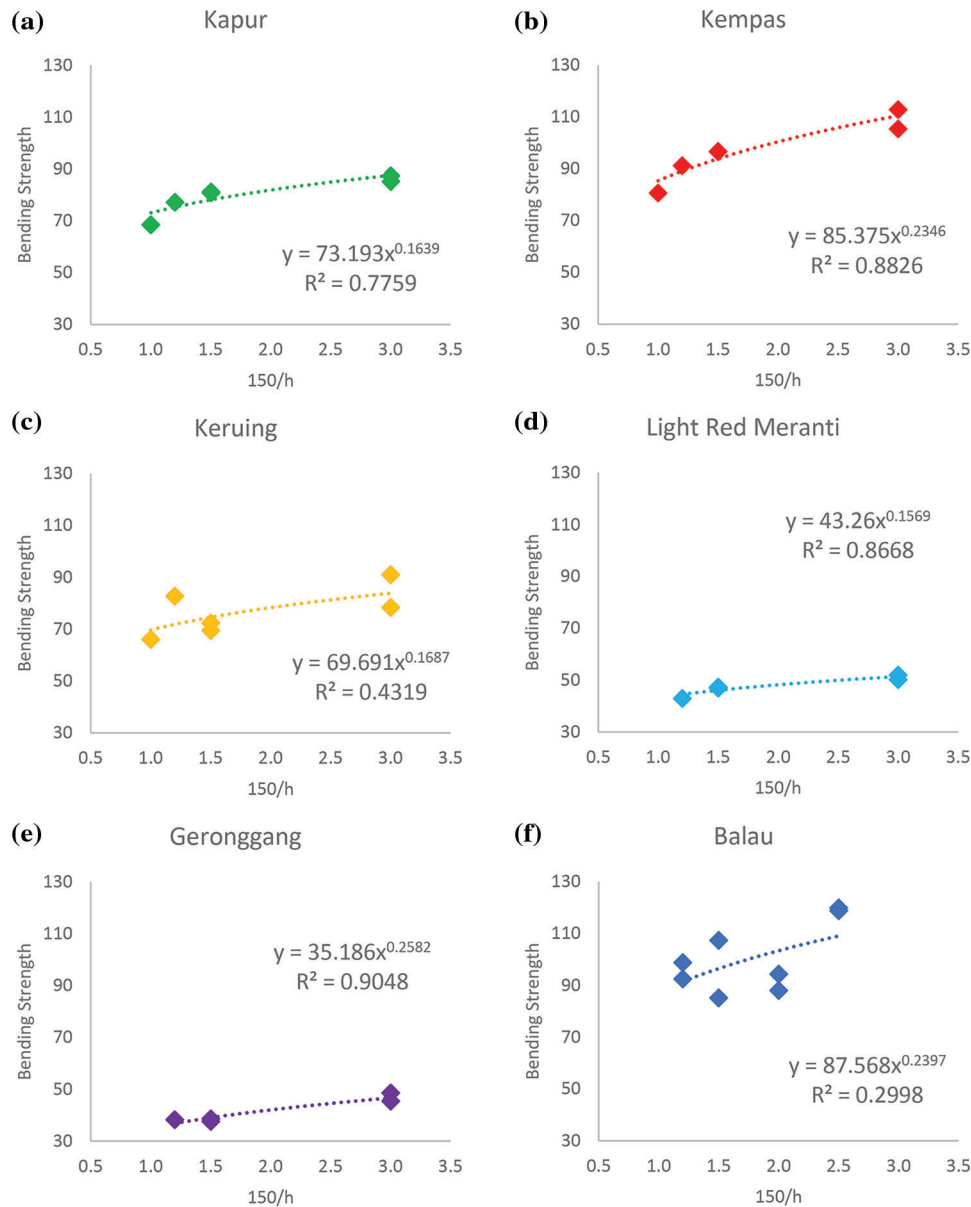 (a)
Kapur
130
110
90
70
50
30
Bending Strength
y = 73.193x^0.1639
R² = 0.7759
0.5 1.0 1.5 2.0 2.5 3.0 3.5
150/h
(b)
Kempas
130
110
90
70
50
30
Bending Strength
y = 85.375x^0.2346
R² = 0.8826
0.5 1.0 1.5 2.0 2.5 3.0 3.5
150/h
(c)
Keruing
130
110
90
70
50
30
Bending Strength
y = 69.691x^0.1687
R² = 0.4319
0.5 1.0 1.5 2.0 2.5 3.0 3.5
150/h
(d)
Light Red Meranti
130
110
90
70
50
30
Bending Strength
y = 43.26x^0.1569
R² = 0.8668
0.5 1.0 1.5 2.0 2.5 3.0 3.5
150/h
(e)
Geronggang
130
110
90
70
50
30
Bending Strength
y = 35.186x^0.2582
R² = 0.9048
0.5 1.0 1.5 2.0 2.5 3.0 3.5
150/h
(f)
Balau
130
110
90
70
50
30
Bending Strength
y = 87.568x^0.2397
R² = 0.2998
0.5 1.0 1.5 2.0 2.5 3.0 3.5
150/h